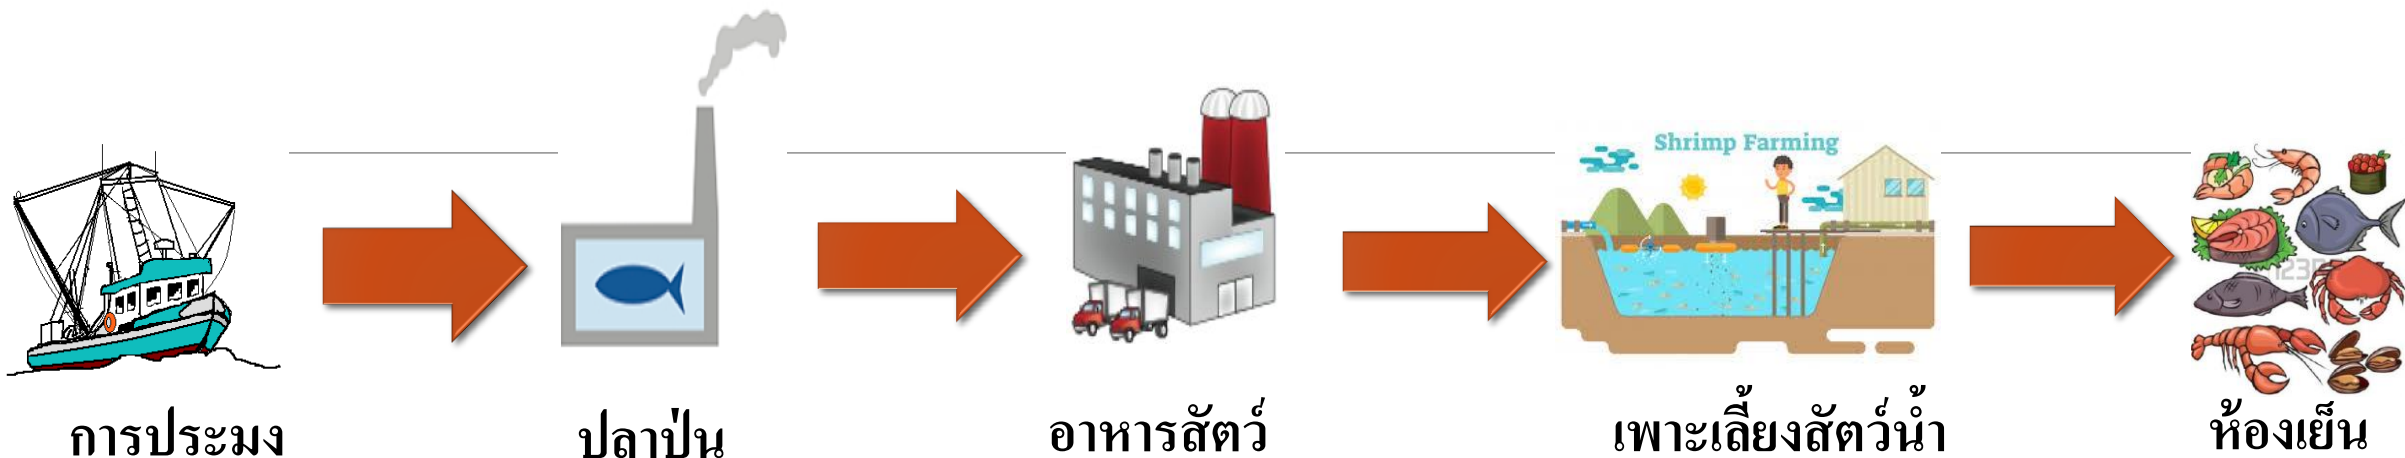 Shrimp Farming
123R
การประมง
ปลาป่น
อาหารสัตว์
เพาะเลี้ยงสัตว์น้ำ
ห้องเย็น